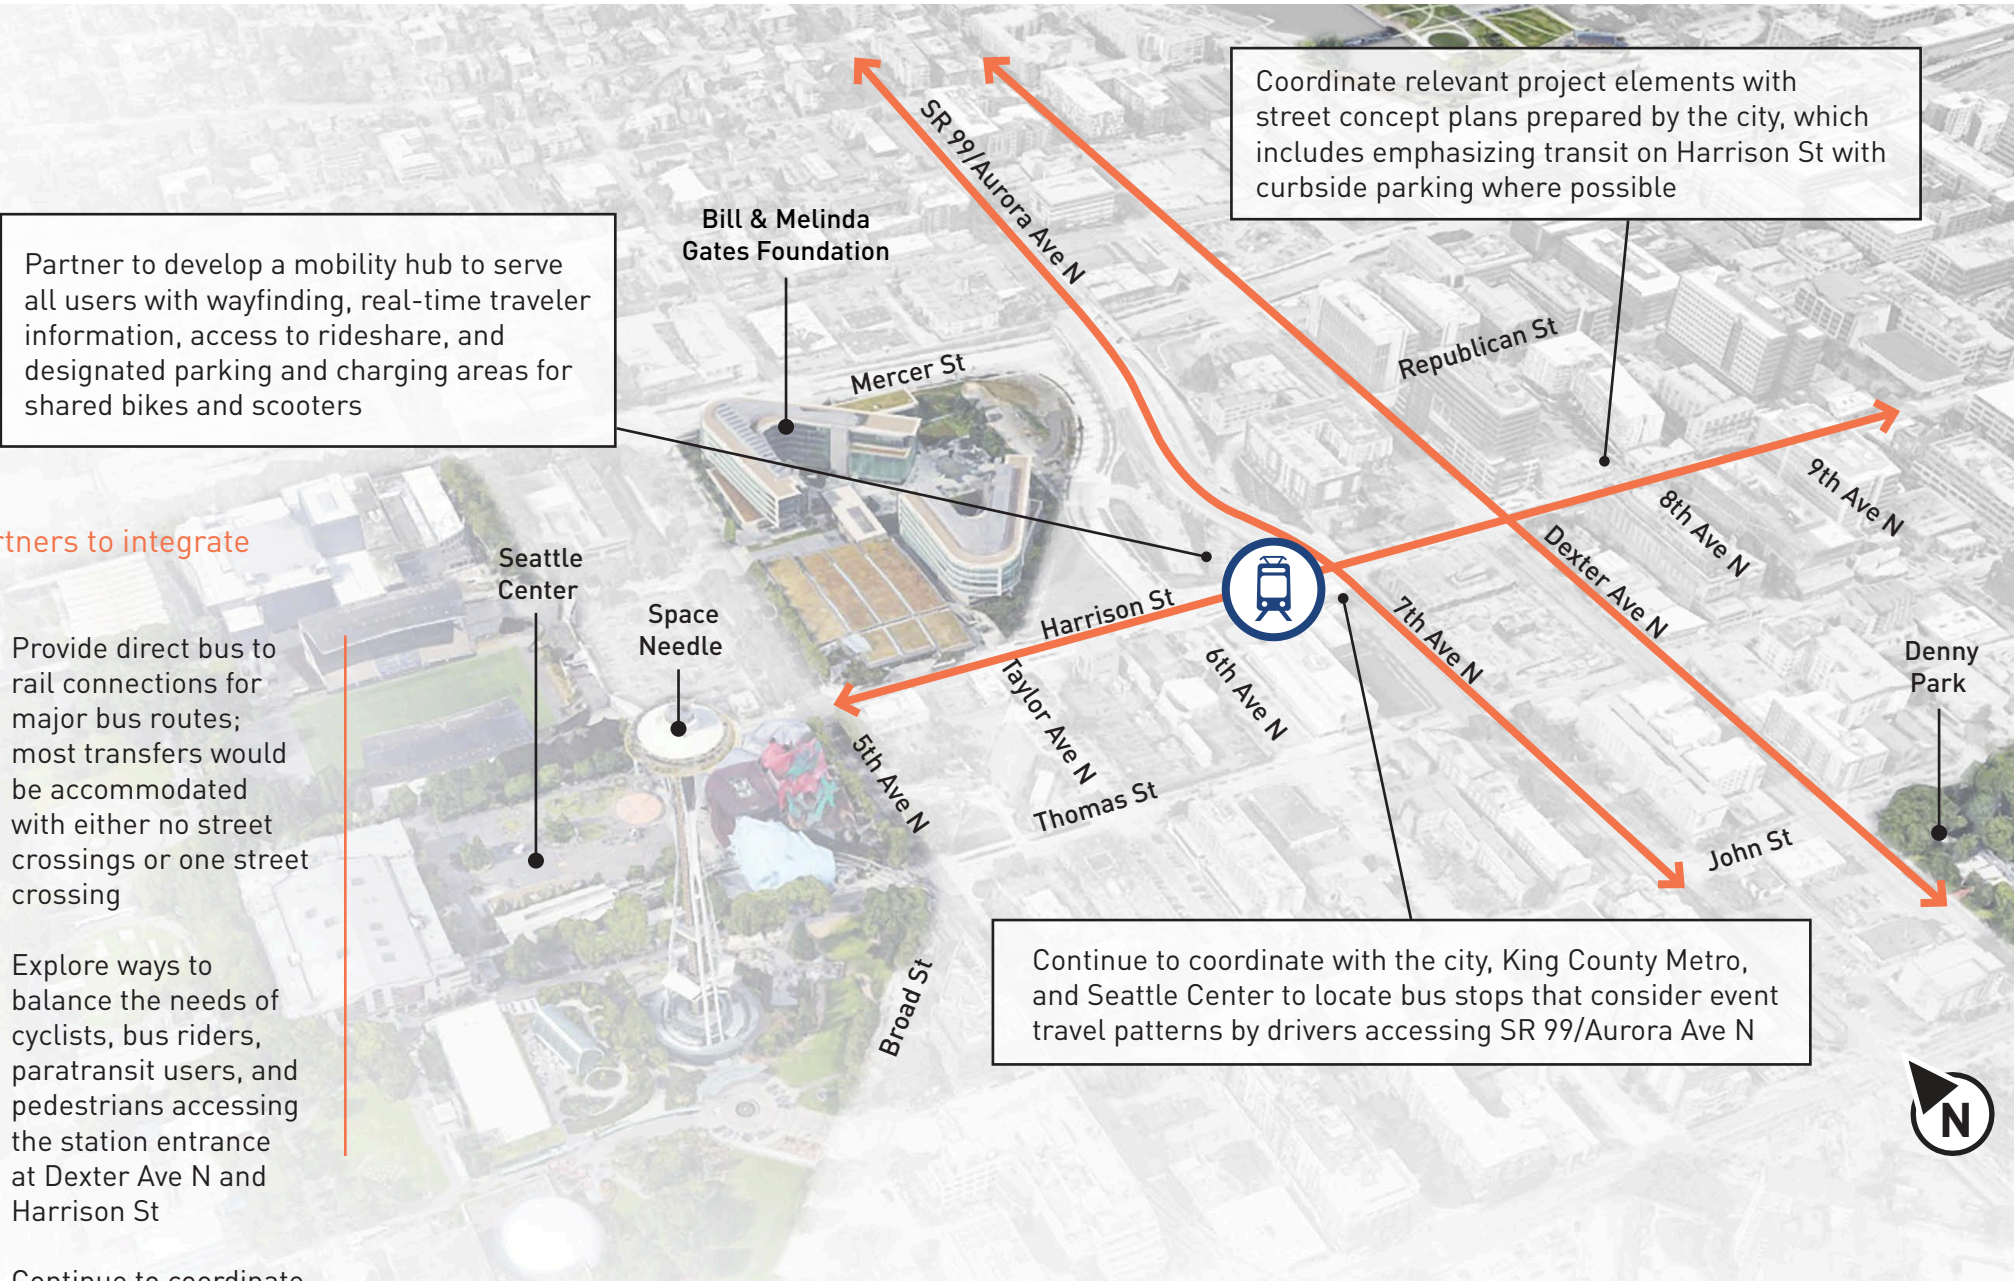 Coordinate relevant project elements with
street concept plans prepared by the city, which
includes emphasizing transit on Harrison St with
curbside parking where possible
SR 99/Aurora Ave N
Bill & Melinda
Gates Foundation
Partner to develop a mobility hub to serve
all users with wayfinding, real-time traveler
information, access to rideshare, and
designated parking and charging areas for
shared bikes and scooters
Mercer St
Republican St
9th Ave N
8th Ave N
Dexter Ave N
7th Ave N
Harrison St
6th Ave N
Taylor Ave N
5th Ave N
Thomas St
John St
Broad St
Denny
Park
Seattle
Center
Space
Needle
rtners to integrate
Provide direct bus to
rail connections for
major bus routes;
most transfers would
be accommodated
with either no street
crossings or one street
crossing
Explore ways to
balance the needs of
cyclists, bus riders,
paratransit users, and
pedestrians accessing
the station entrance
at Dexter Ave N and
Harrison St
Continue to coordinate
Continue to coordinate with the city, King County Metro,
and Seattle Center to locate bus stops that consider event
travel patterns by drivers accessing SR 99/Aurora Ave N
N